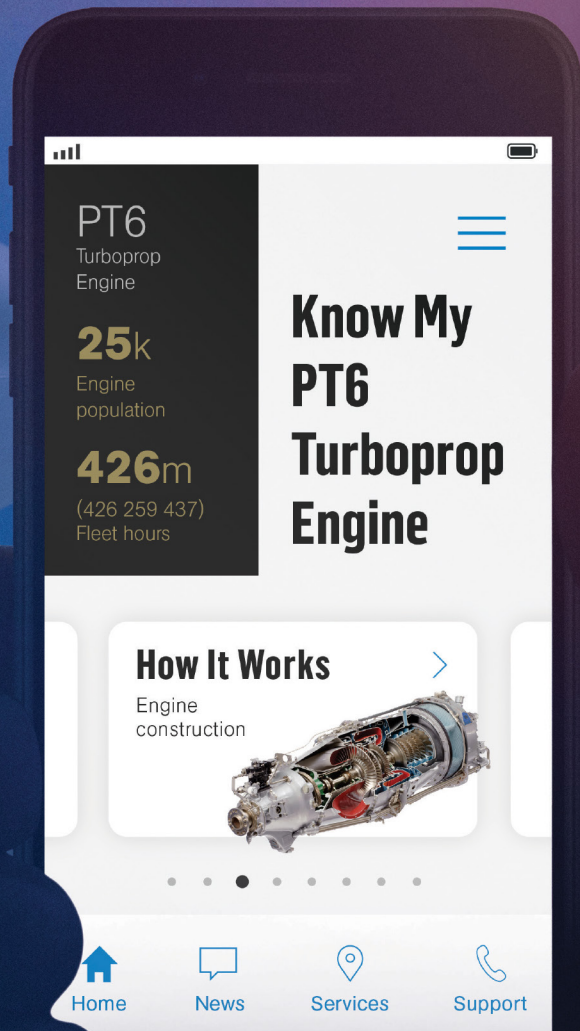 PT6
Turboprop
Engine
25k
Engine
population
426m
(426 259 437)
Fleet hours
Know My
PT6
Turboprop
Engine
How It Works
Engine
construction
Home
News
Services
Support